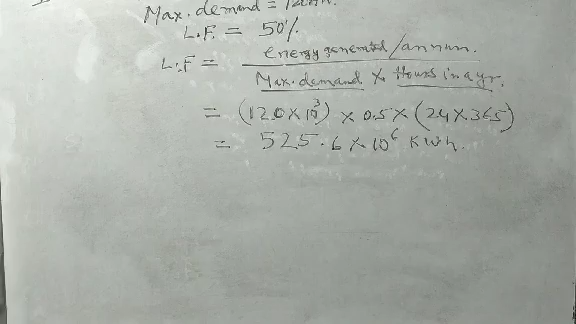 Max. demand =
L.F. = 50%.
L.F = energy generated / annum.
Max. demand × Hours in a yr.
= (120×10³) × 0.5 × (24×365)
= 525.6×10⁶ kwh.